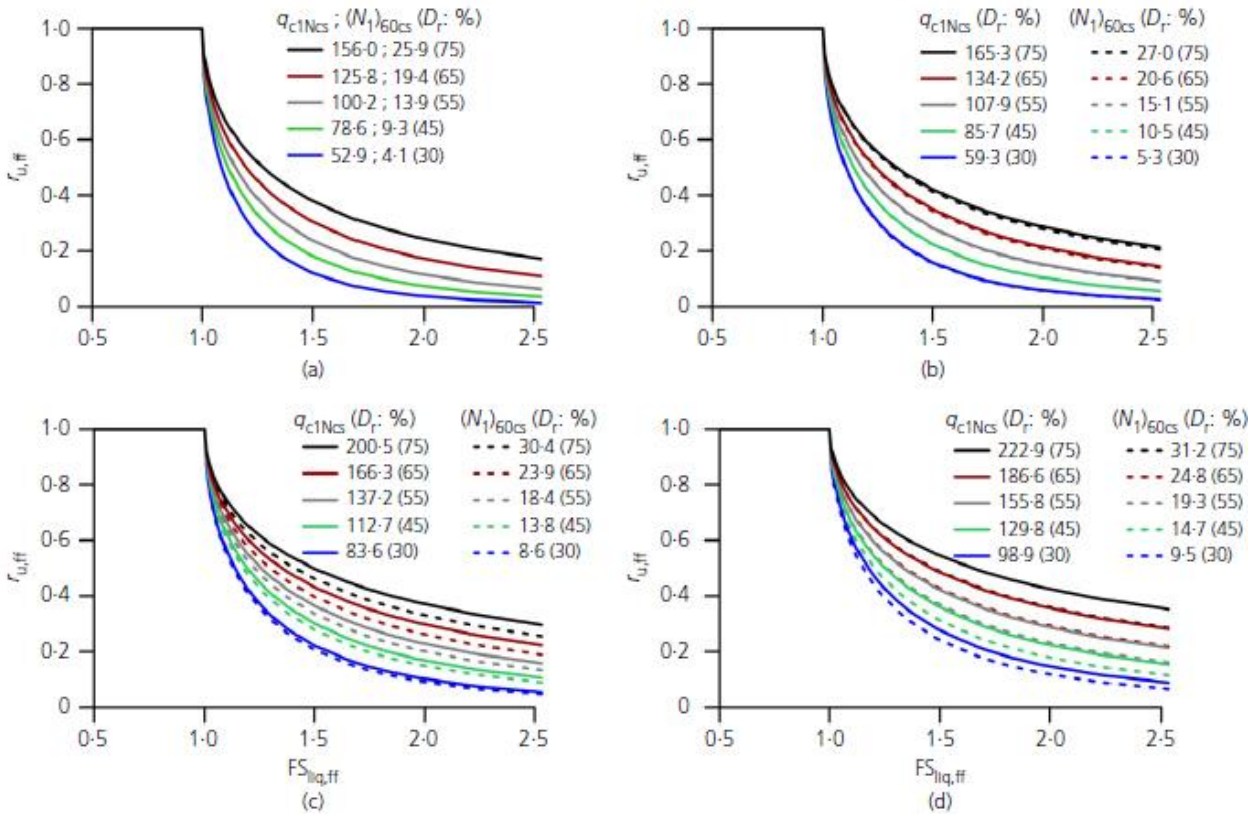 q_c1Ncs ; (N_1)_60cs (D_r: %)
156·0 ; 25·9 (75)
125·8 ; 19·4 (65)
100·2 ; 13·9 (55)
78·6 ; 9·3 (45)
52·9 ; 4·1 (30)
r_u,ff
1·0
0·8
0·6
0·4
0·2
0
0·5 1·0 1·5 2·0 2·5
(a)
q_c1Ncs (D_r: %) (N_1)_60cs (D_r: %)
165·3 (75) 27·0 (75)
134·2 (65) 20·6 (65)
107·9 (55) 15·1 (55)
85·7 (45) 10·5 (45)
59·3 (30) 5·3 (30)
r_u,ff
1·0
0·8
0·6
0·4
0·2
0
0·5 1·0 1·5 2·0 2·5
(b)
q_c1Ncs (D_r: %) (N_1)_60cs (D_r: %)
200·5 (75) 30·4 (75)
166·3 (65) 23·9 (65)
137·2 (55) 18·4 (55)
112·7 (45) 13·8 (45)
83·6 (30) 8·6 (30)
r_u,ff
1·0
0·8
0·6
0·4
0·2
0
0·5 1·0 1·5 2·0 2·5
FS_liq,ff
(c)
q_c1Ncs (D_r: %) (N_1)_60cs (D_r: %)
222·9 (75) 31·2 (75)
186·6 (65) 24·8 (65)
155·8 (55) 19·3 (55)
129·8 (45) 14·7 (45)
98·9 (30) 9·5 (30)
r_u,ff
1·0
0·8
0·6
0·4
0·2
0
0·5 1·0 1·5 2·0 2·5
FS_liq,ff
(d)